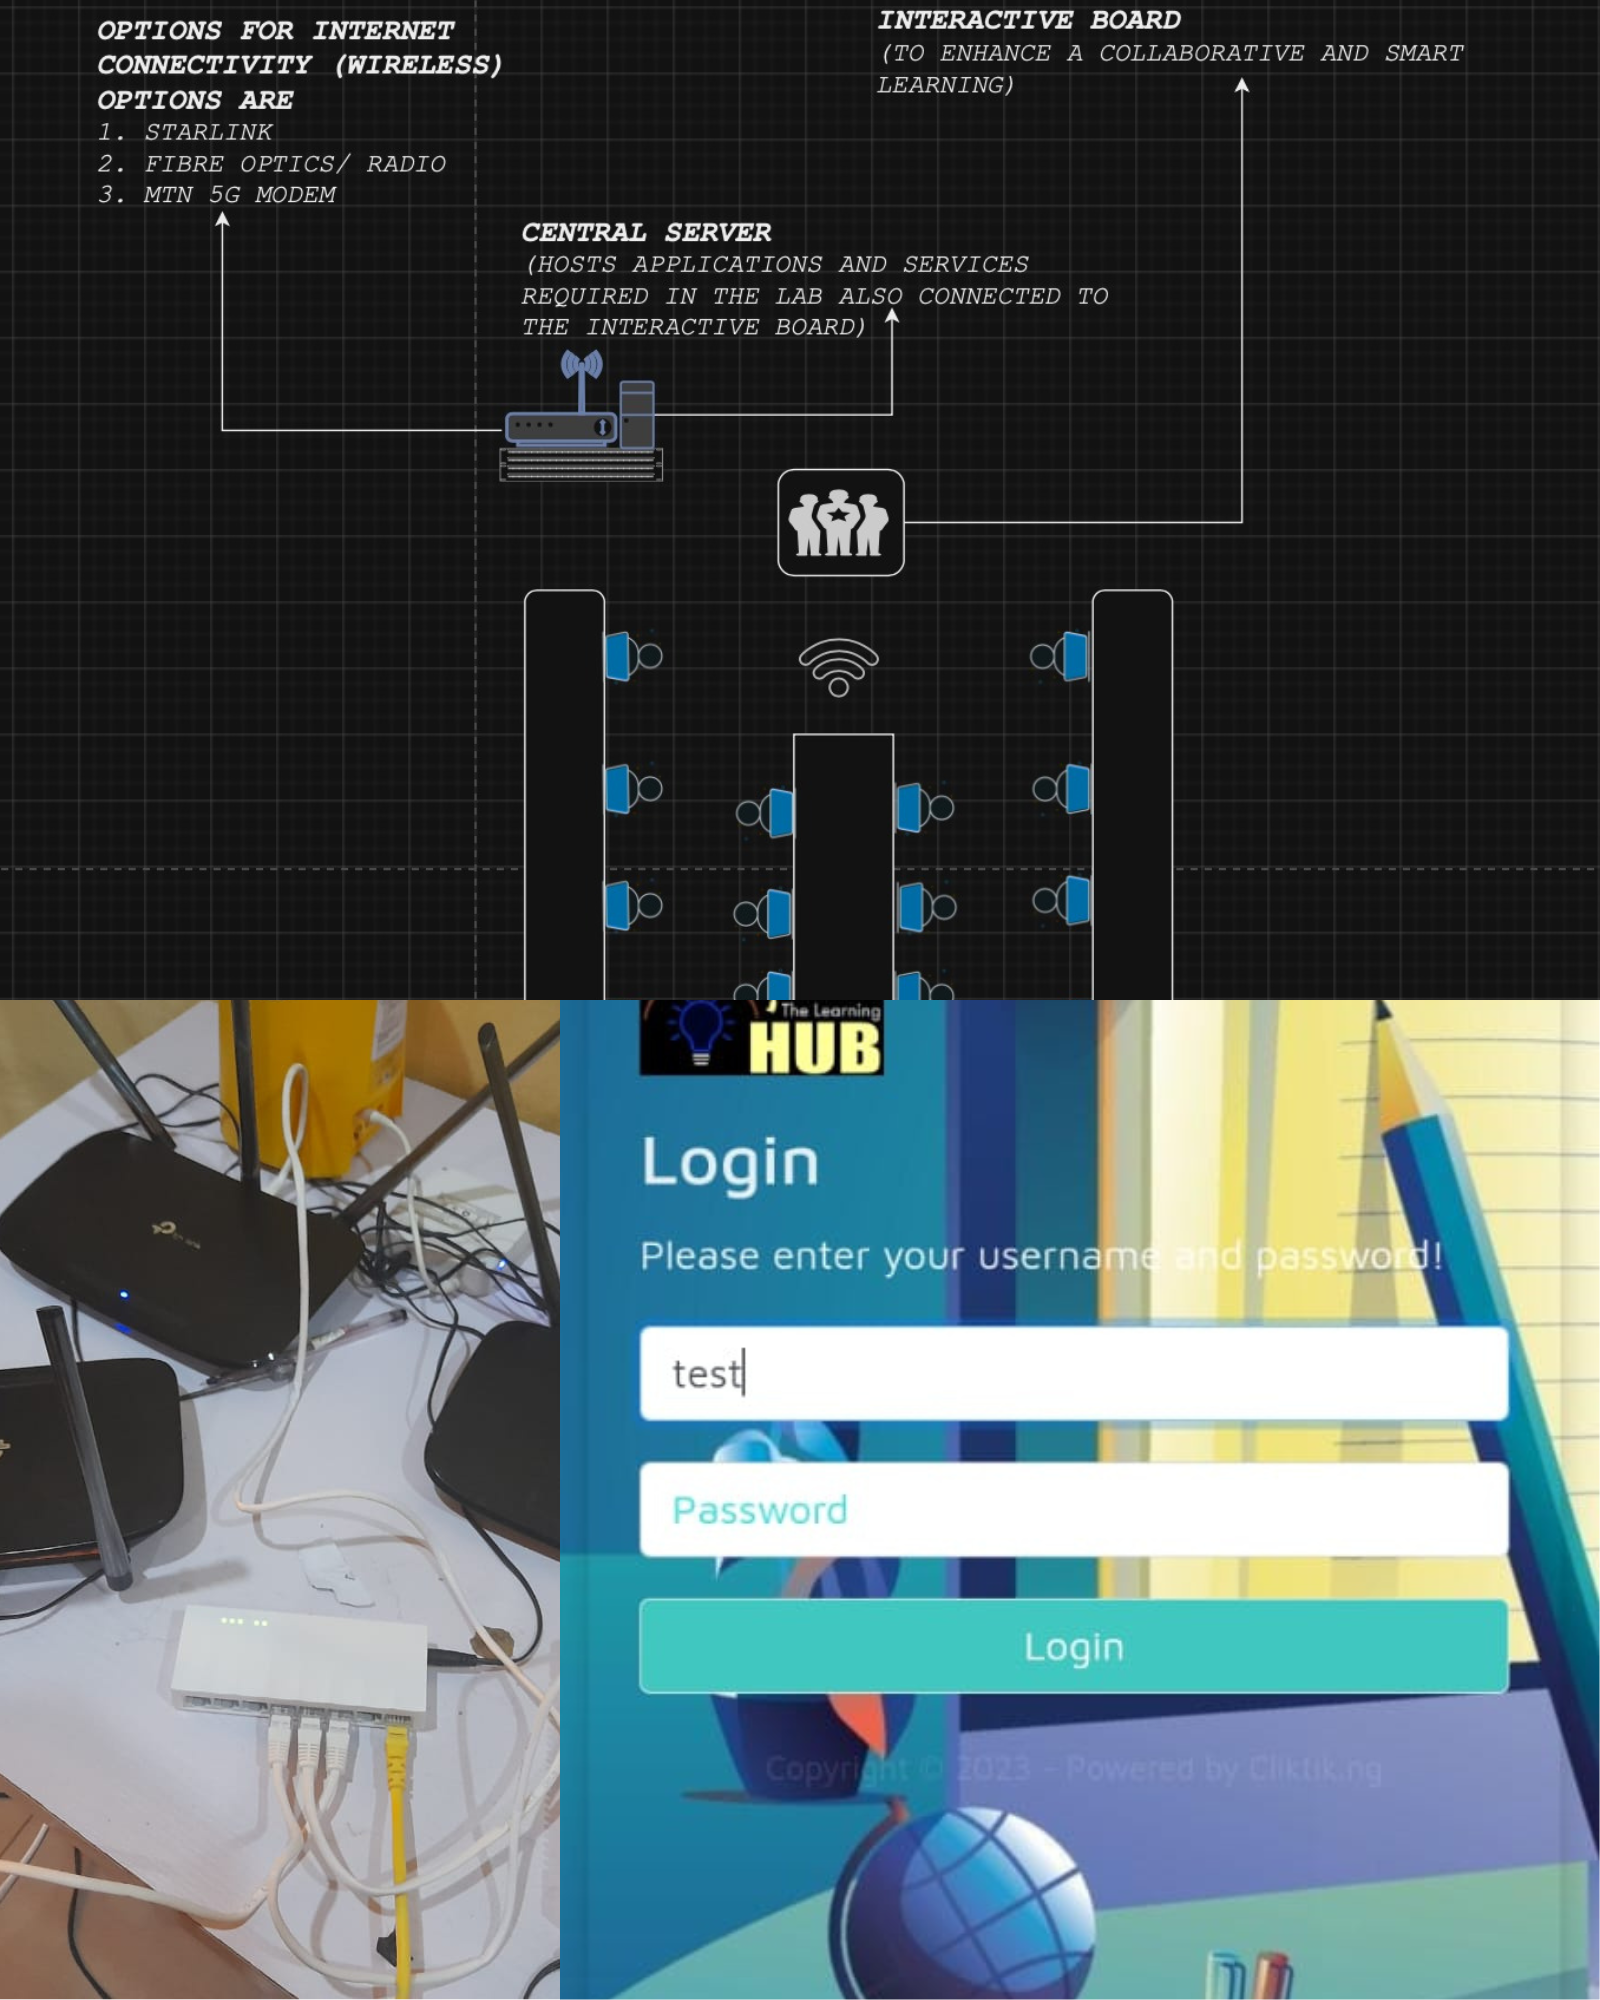 OPTIONS FOR INTERNET
CONNECTIVITY (WIRELESS)
OPTIONS ARE
1. STARLINK
2. FIBRE OPTICS/ RADIO
3. MTN 5G MODEM
INTERACTIVE BOARD
(TO ENHANCE A COLLABORATIVE AND SMART
LEARNING)
CENTRAL SERVER
(HOSTS APPLICATIONS AND SERVICES
REQUIRED IN THE LAB ALSO CONNECTED TO
THE INTERACTIVE BOARD)
tp-link
The Learning
HUB
Login
Please enter your username and password!
test
Password
Login
Copyright © 2023 - Powered by Cliktik.ng